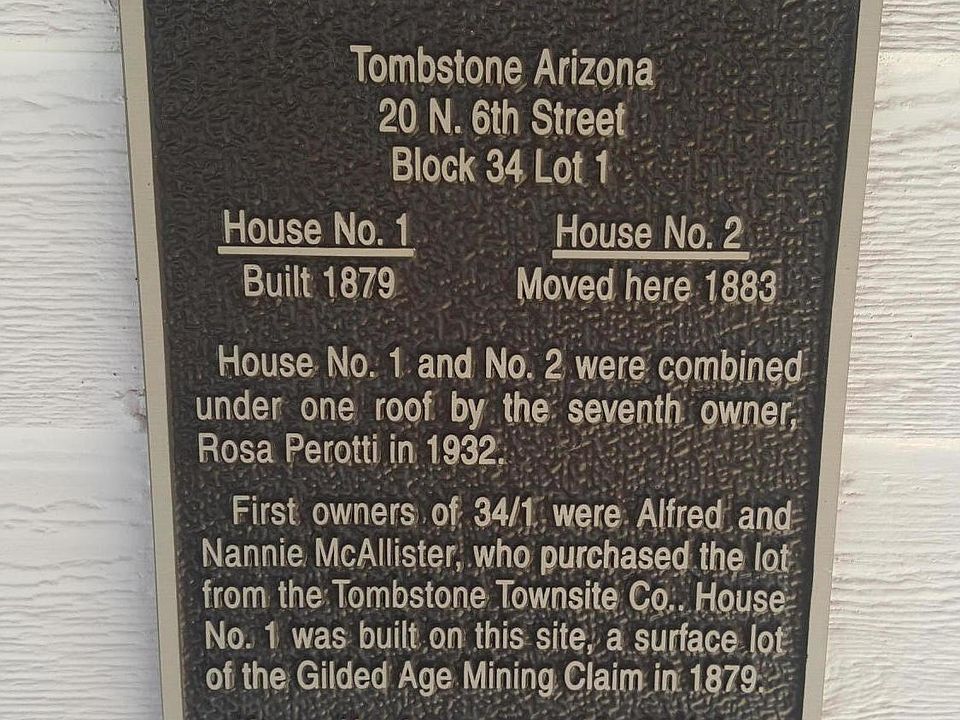 Tombstone Arizona
20 N. 6th Street
Block 34 Lot 1
House No. 1 House No. 2
Built 1879 Moved here 1883
House No. 1 and No. 2 were combined
under one roof by the seventh owner,
Rosa Perotti in 1932.
First owners of 34/1 were Alfred and
Nannie McAllister, who purchased the lot
from the Tombstone Townsite Co.. House
No. 1 was built on this site, a surface lot
of the Gilded Age Mining Claim in 1879.